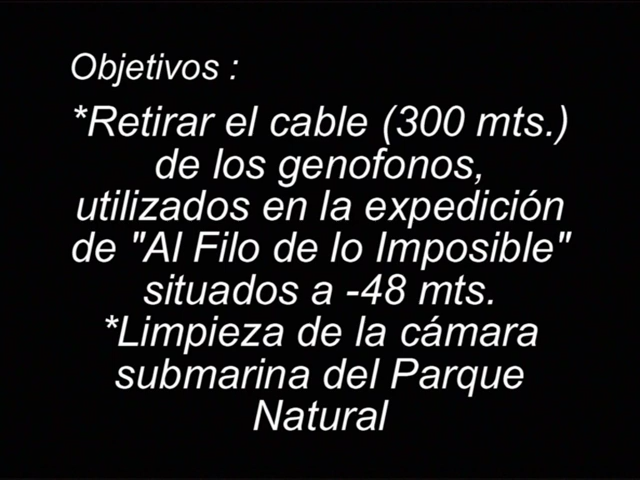 Objetivos :
*Retirar el cable (300 mts.)
de los genofonos,
utilizados en la expedición
de "Al Filo de lo Imposible"
situados a -48 mts.
*Limpieza de la cámara
submarina del Parque
Natural